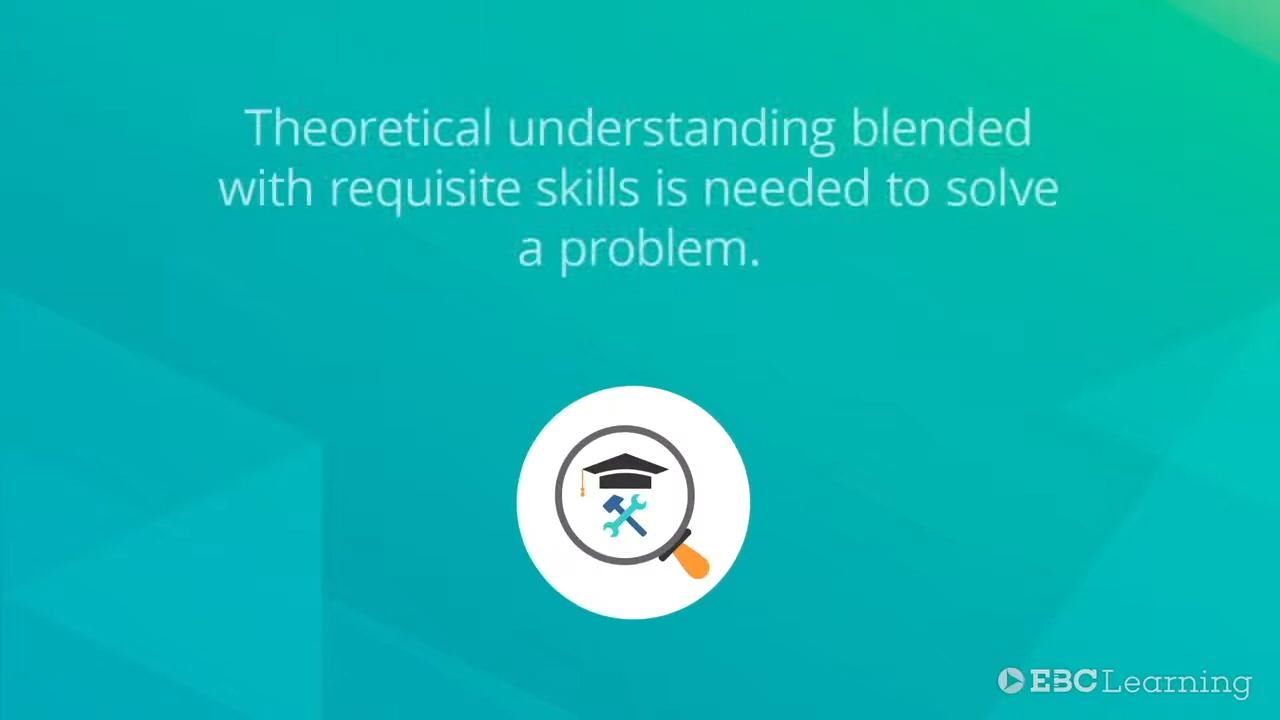 Theoretical understanding blended
with requisite skills is needed to solve
a problem.
EBC Learning